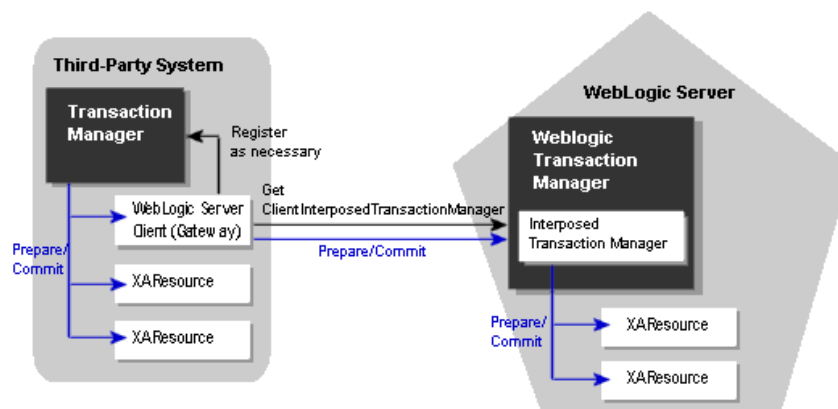 Third-Party System
Transaction
Manager
Register
as necessary
WebLogic Server
Client (Gateway)
Prepare/
Commit
XAResource
XAResource
Get
ClientInterposedTransactionManager
Prepare/Commit
WebLogic Server
Weblogic
Transaction
Manager
Interposed
Transaction Manager
Prepare/
Commit
XAResource
XAResource